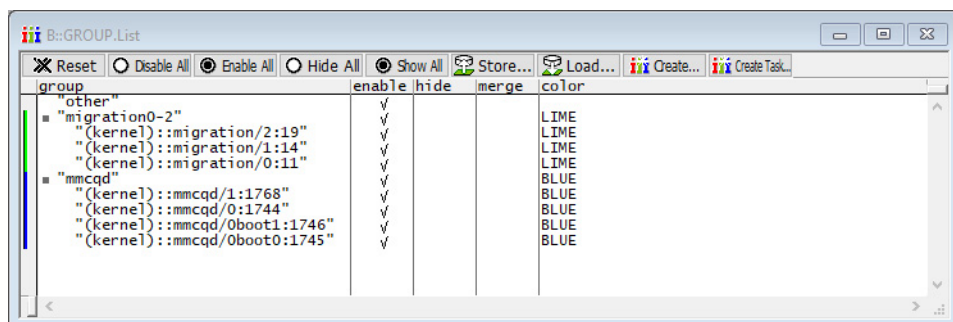 B::GROUP.List
Reset Disable All Enable All Hide All Show All Store... Load... Create... Create Task...
group enable hide merge color
"other" √
"migration0-2" √ LIME
"(kernel)::migration/2:19" √ LIME
"(kernel)::migration/1:14" √ LIME
"(kernel)::migration/0:11" √ LIME
"mmcqd" √ BLUE
"(kernel)::mmcqd/1:1768" √ BLUE
"(kernel)::mmcqd/0:1744" √ BLUE
"(kernel)::mmcqd/0boot1:1746" √ BLUE
"(kernel)::mmcqd/0boot0:1745" √ BLUE